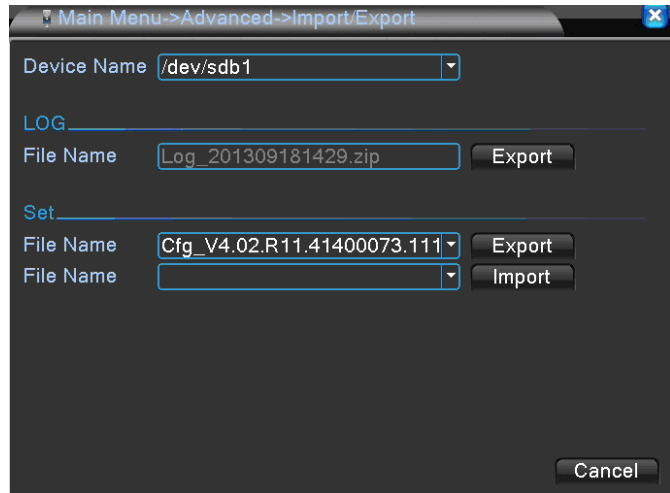 Main Menu->Advanced->Import/Export
Device Name /dev/sdb1
LOG
File Name Log_201309181429.zip Export
Set
File Name Cfg_V4.02.R11.41400073.111 Export
File Name Import
Cancel